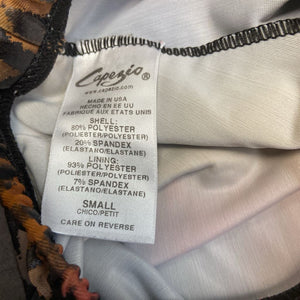 Capezio®
www.capezio.com
MADE IN USA
HECHO EN EE UU
FABRIQUE AUX ETATS UNIS
SHELL:
80% POLYESTER
(POLIESTER/POLYESTER)
20% SPANDEX
(ELASTANO/ELASTANE)
LINING:
93% POLYESTER
(POLIESTER/POLYESTER)
7% SPANDEX
(ELASTANO/ELASTANE)
SMALL
CHICO/PETIT
CARE ON REVERSE